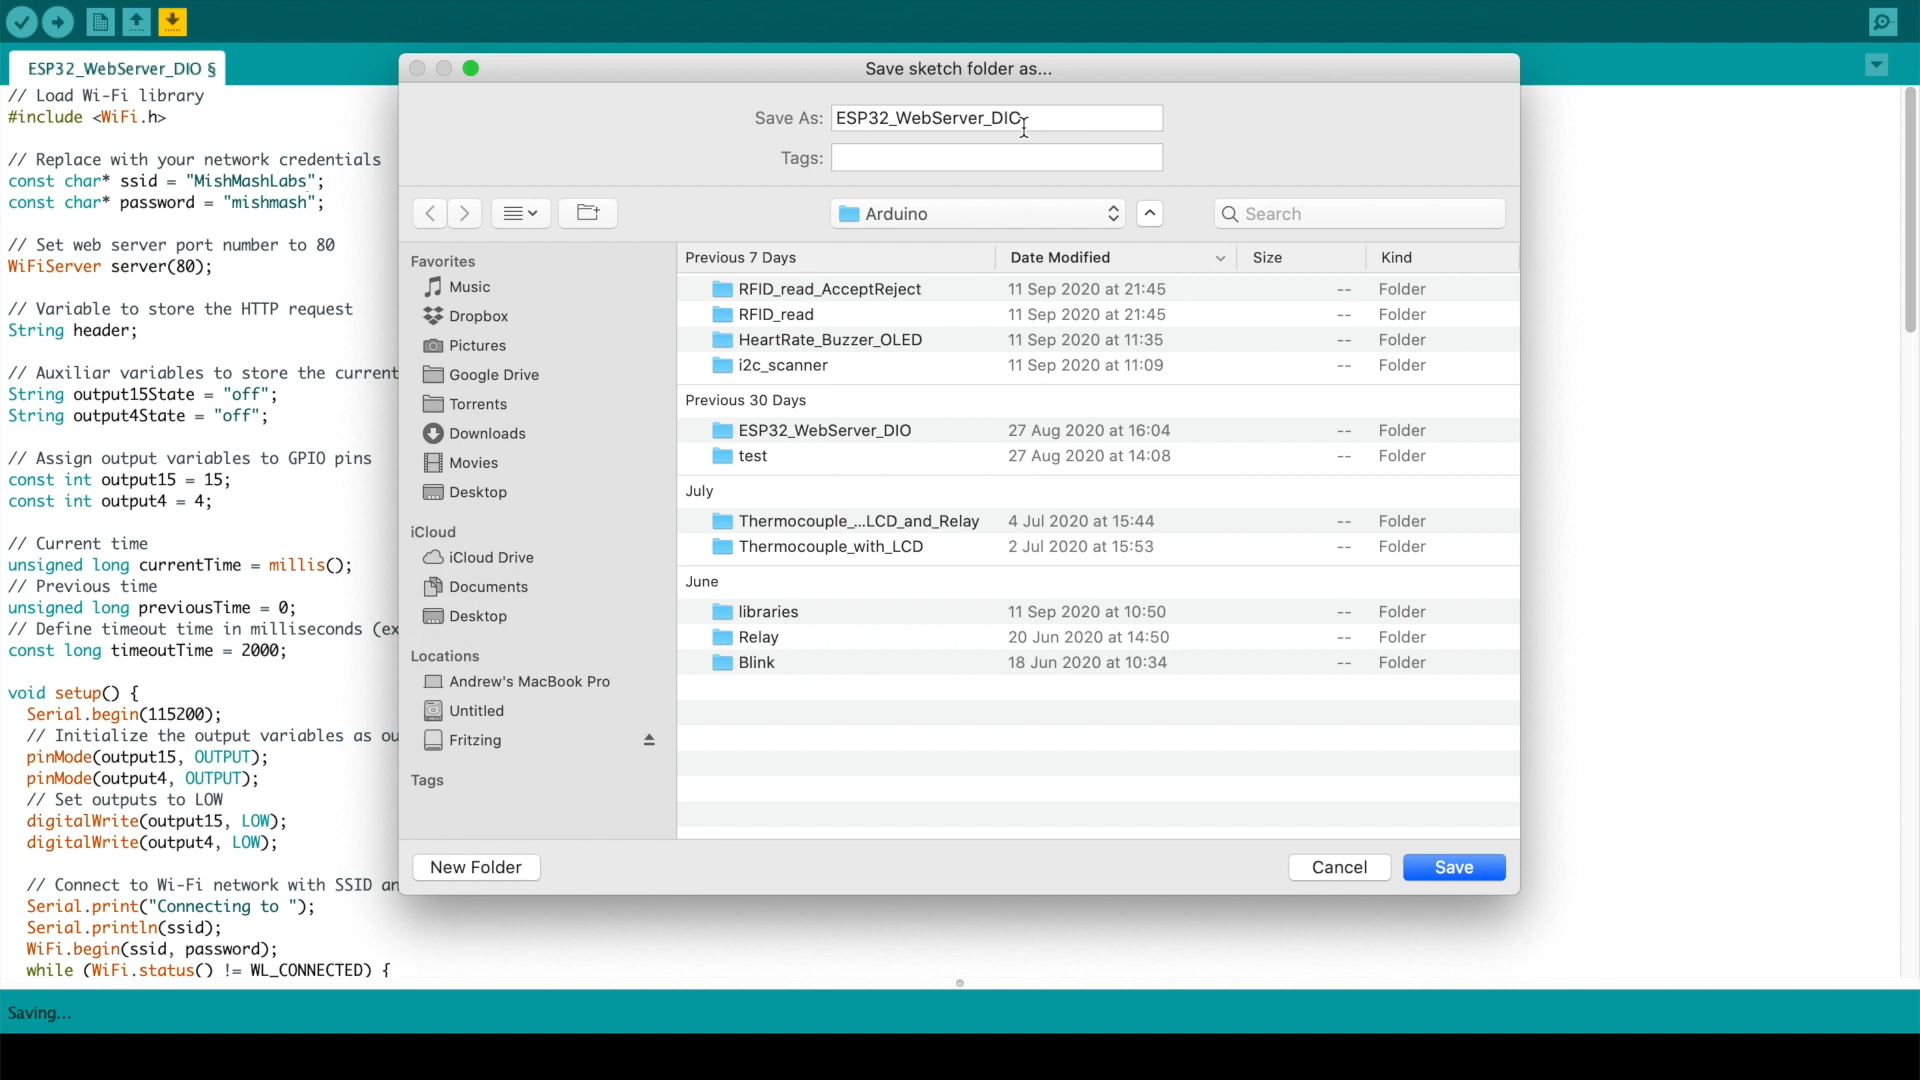 ESP32_WebServer_DIO §
// Load Wi-Fi library
#include <WiFi.h>
// Replace with your network credentials
const char* ssid = "MishMashLabs";
const char* password = "mishmash";
// Set web server port number to 80
WiFiServer server(80);
// Variable to store the HTTP request
String header;
// Auxiliar variables to store the current
String output15State = "off";
String output4State = "off";
// Assign output variables to GPIO pins
const int output15 = 15;
const int output4 = 4;
// Current time
unsigned long currentTime = millis();
// Previous time
unsigned long previousTime = 0;
// Define timeout time in milliseconds (ex
const long timeoutTime = 2000;
void setup() {
Serial.begin(115200);
// Initialize the output variables as ou
pinMode(output15, OUTPUT);
pinMode(output4, OUTPUT);
// Set outputs to LOW
digitalWrite(output15, LOW);
digitalWrite(output4, LOW);
// Connect to Wi-Fi network with SSID an
Serial.print("Connecting to ");
Serial.println(ssid);
WiFi.begin(ssid, password);
while (WiFi.status() != WL_CONNECTED) {
Save sketch folder as...
Save As: ESP32_WebServer_DIO
Tags:
Arduino
Search
Favorites
Music
Dropbox
Pictures
Google Drive
Torrents
Downloads
Movies
Desktop
iCloud
iCloud Drive
Documents
Desktop
Locations
Andrew's MacBook Pro
Untitled
Fritzing
Tags
Previous 7 Days Date Modified Size Kind
RFID_read_AcceptReject 11 Sep 2020 at 21:45 -- Folder
RFID_read 11 Sep 2020 at 21:45 -- Folder
HeartRate_Buzzer_OLED 11 Sep 2020 at 11:35 -- Folder
i2c_scanner 11 Sep 2020 at 11:09 -- Folder
Previous 30 Days
ESP32_WebServer_DIO 27 Aug 2020 at 16:04 -- Folder
test 27 Aug 2020 at 14:08 -- Folder
July
Thermocouple_...LCD_and_Relay 4 Jul 2020 at 15:44 -- Folder
Thermocouple_with_LCD 2 Jul 2020 at 15:53 -- Folder
June
libraries 11 Sep 2020 at 10:50 -- Folder
Relay 20 Jun 2020 at 14:50 -- Folder
Blink 18 Jun 2020 at 10:34 -- Folder
New Folder Cancel Save
Saving...